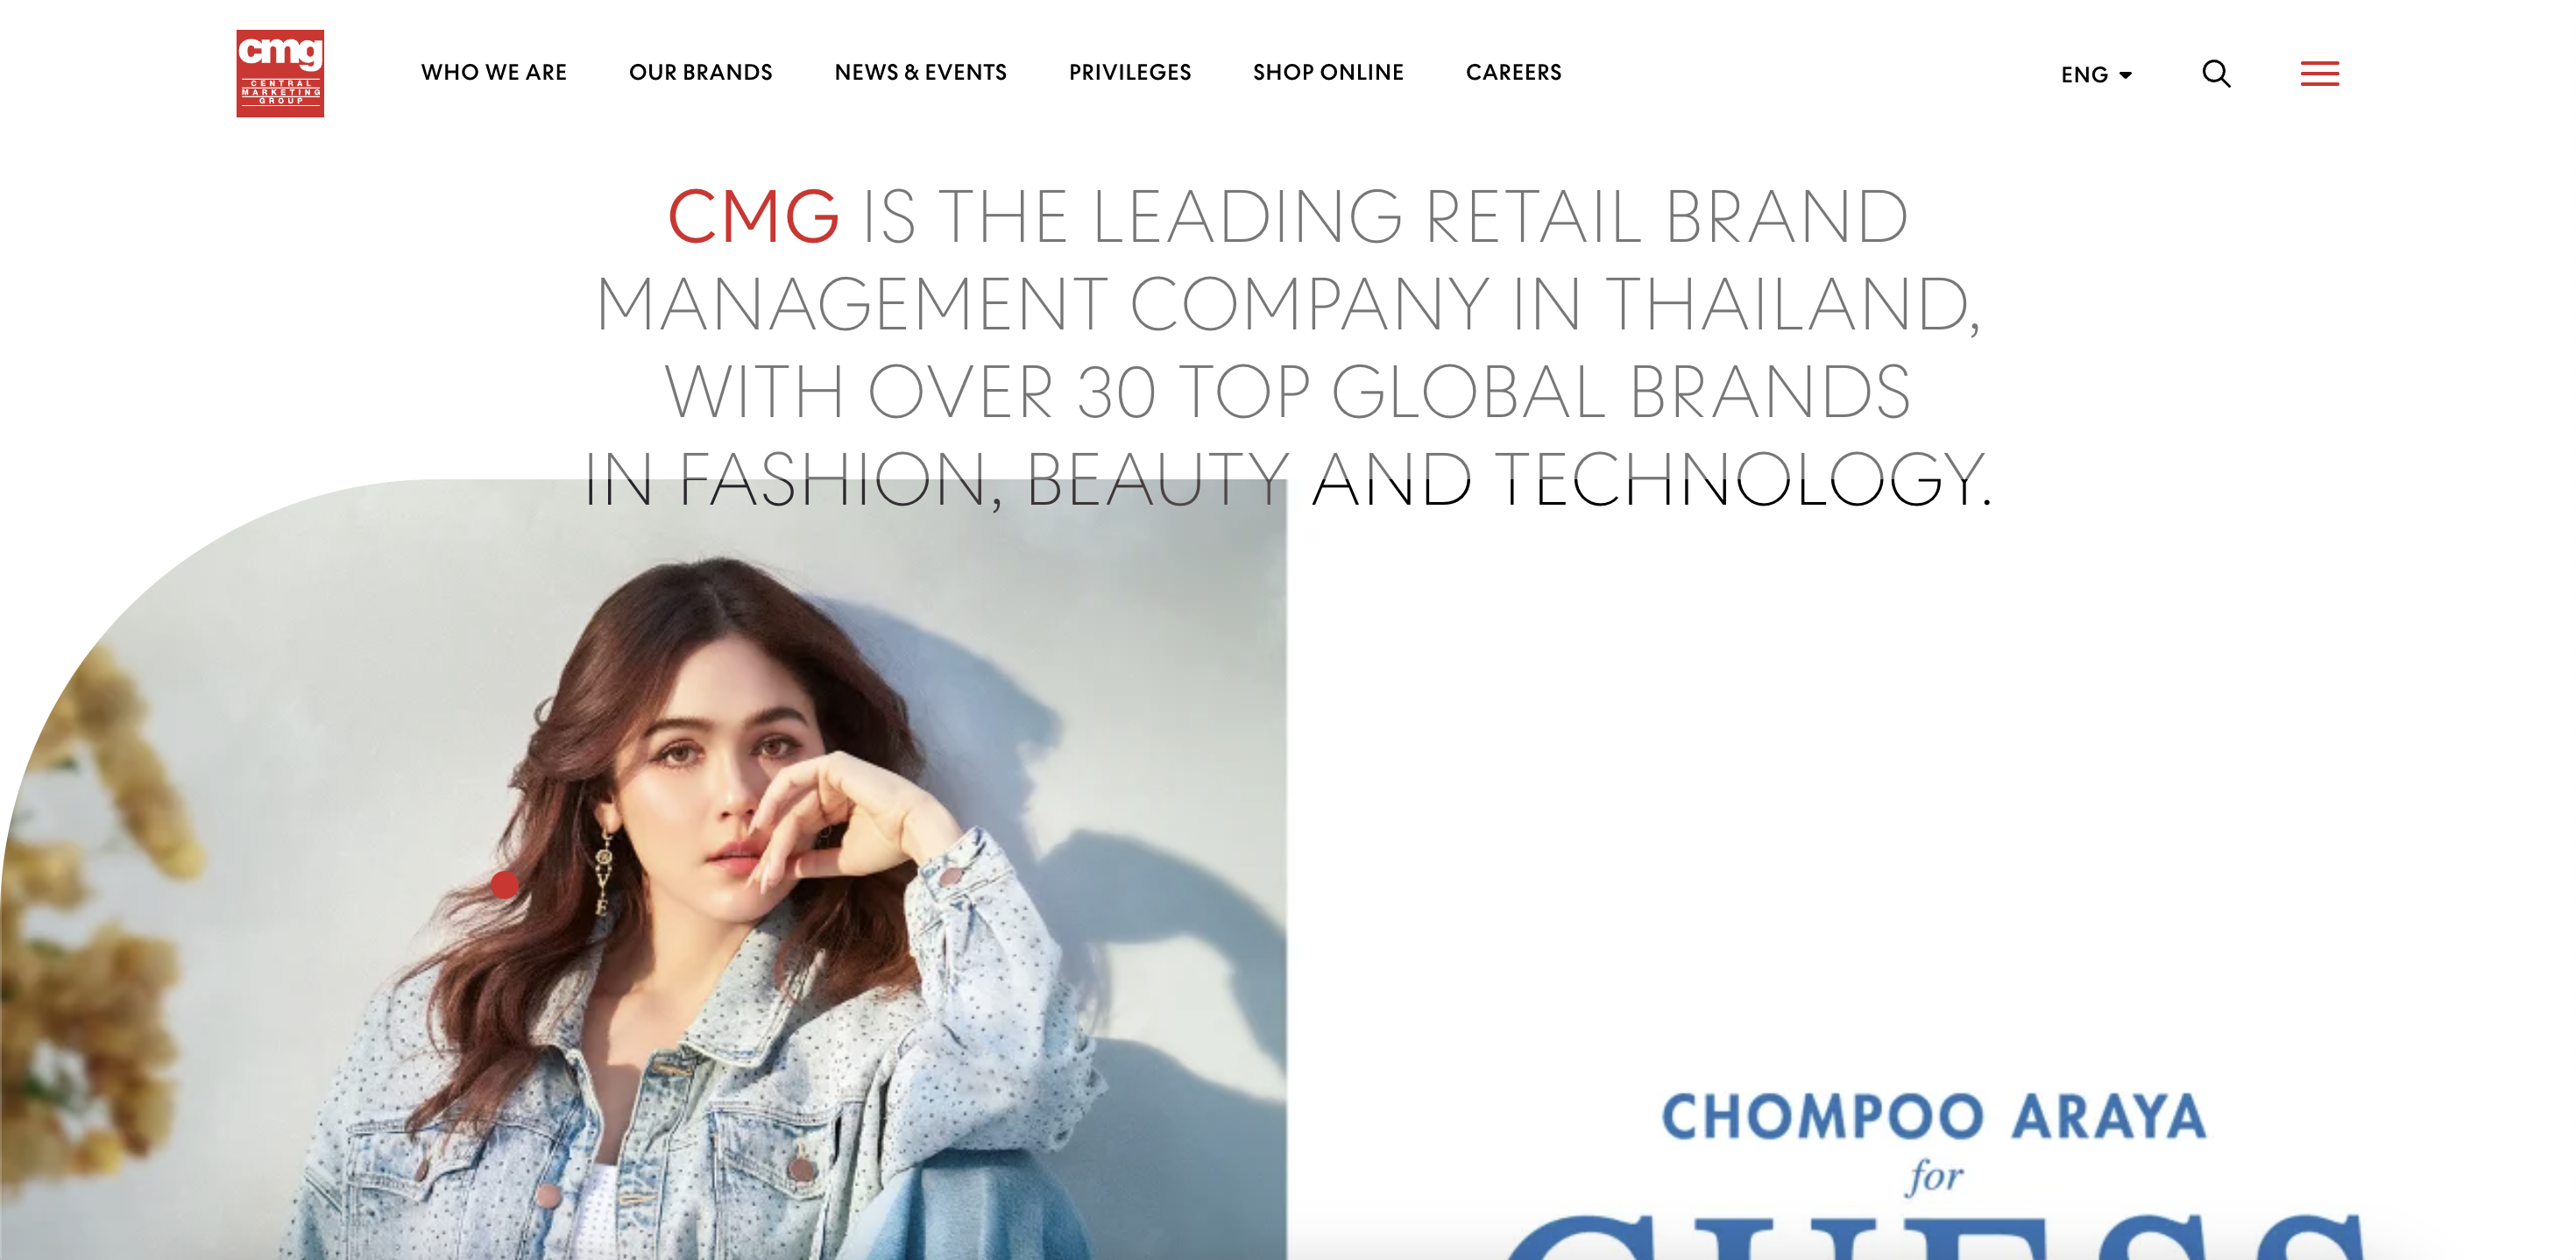 cmg
CENTRAL
MARKETING
GROUP
WHO WE ARE
OUR BRANDS
NEWS & EVENTS
PRIVILEGES
SHOP ONLINE
CAREERS
ENG
CMG IS THE LEADING RETAIL BRAND
MANAGEMENT COMPANY IN THAILAND,
WITH OVER 30 TOP GLOBAL BRANDS
IN FASHION, BEAUTY AND TECHNOLOGY.
LOVE
CHOMPOO ARAYA
for
GUESS